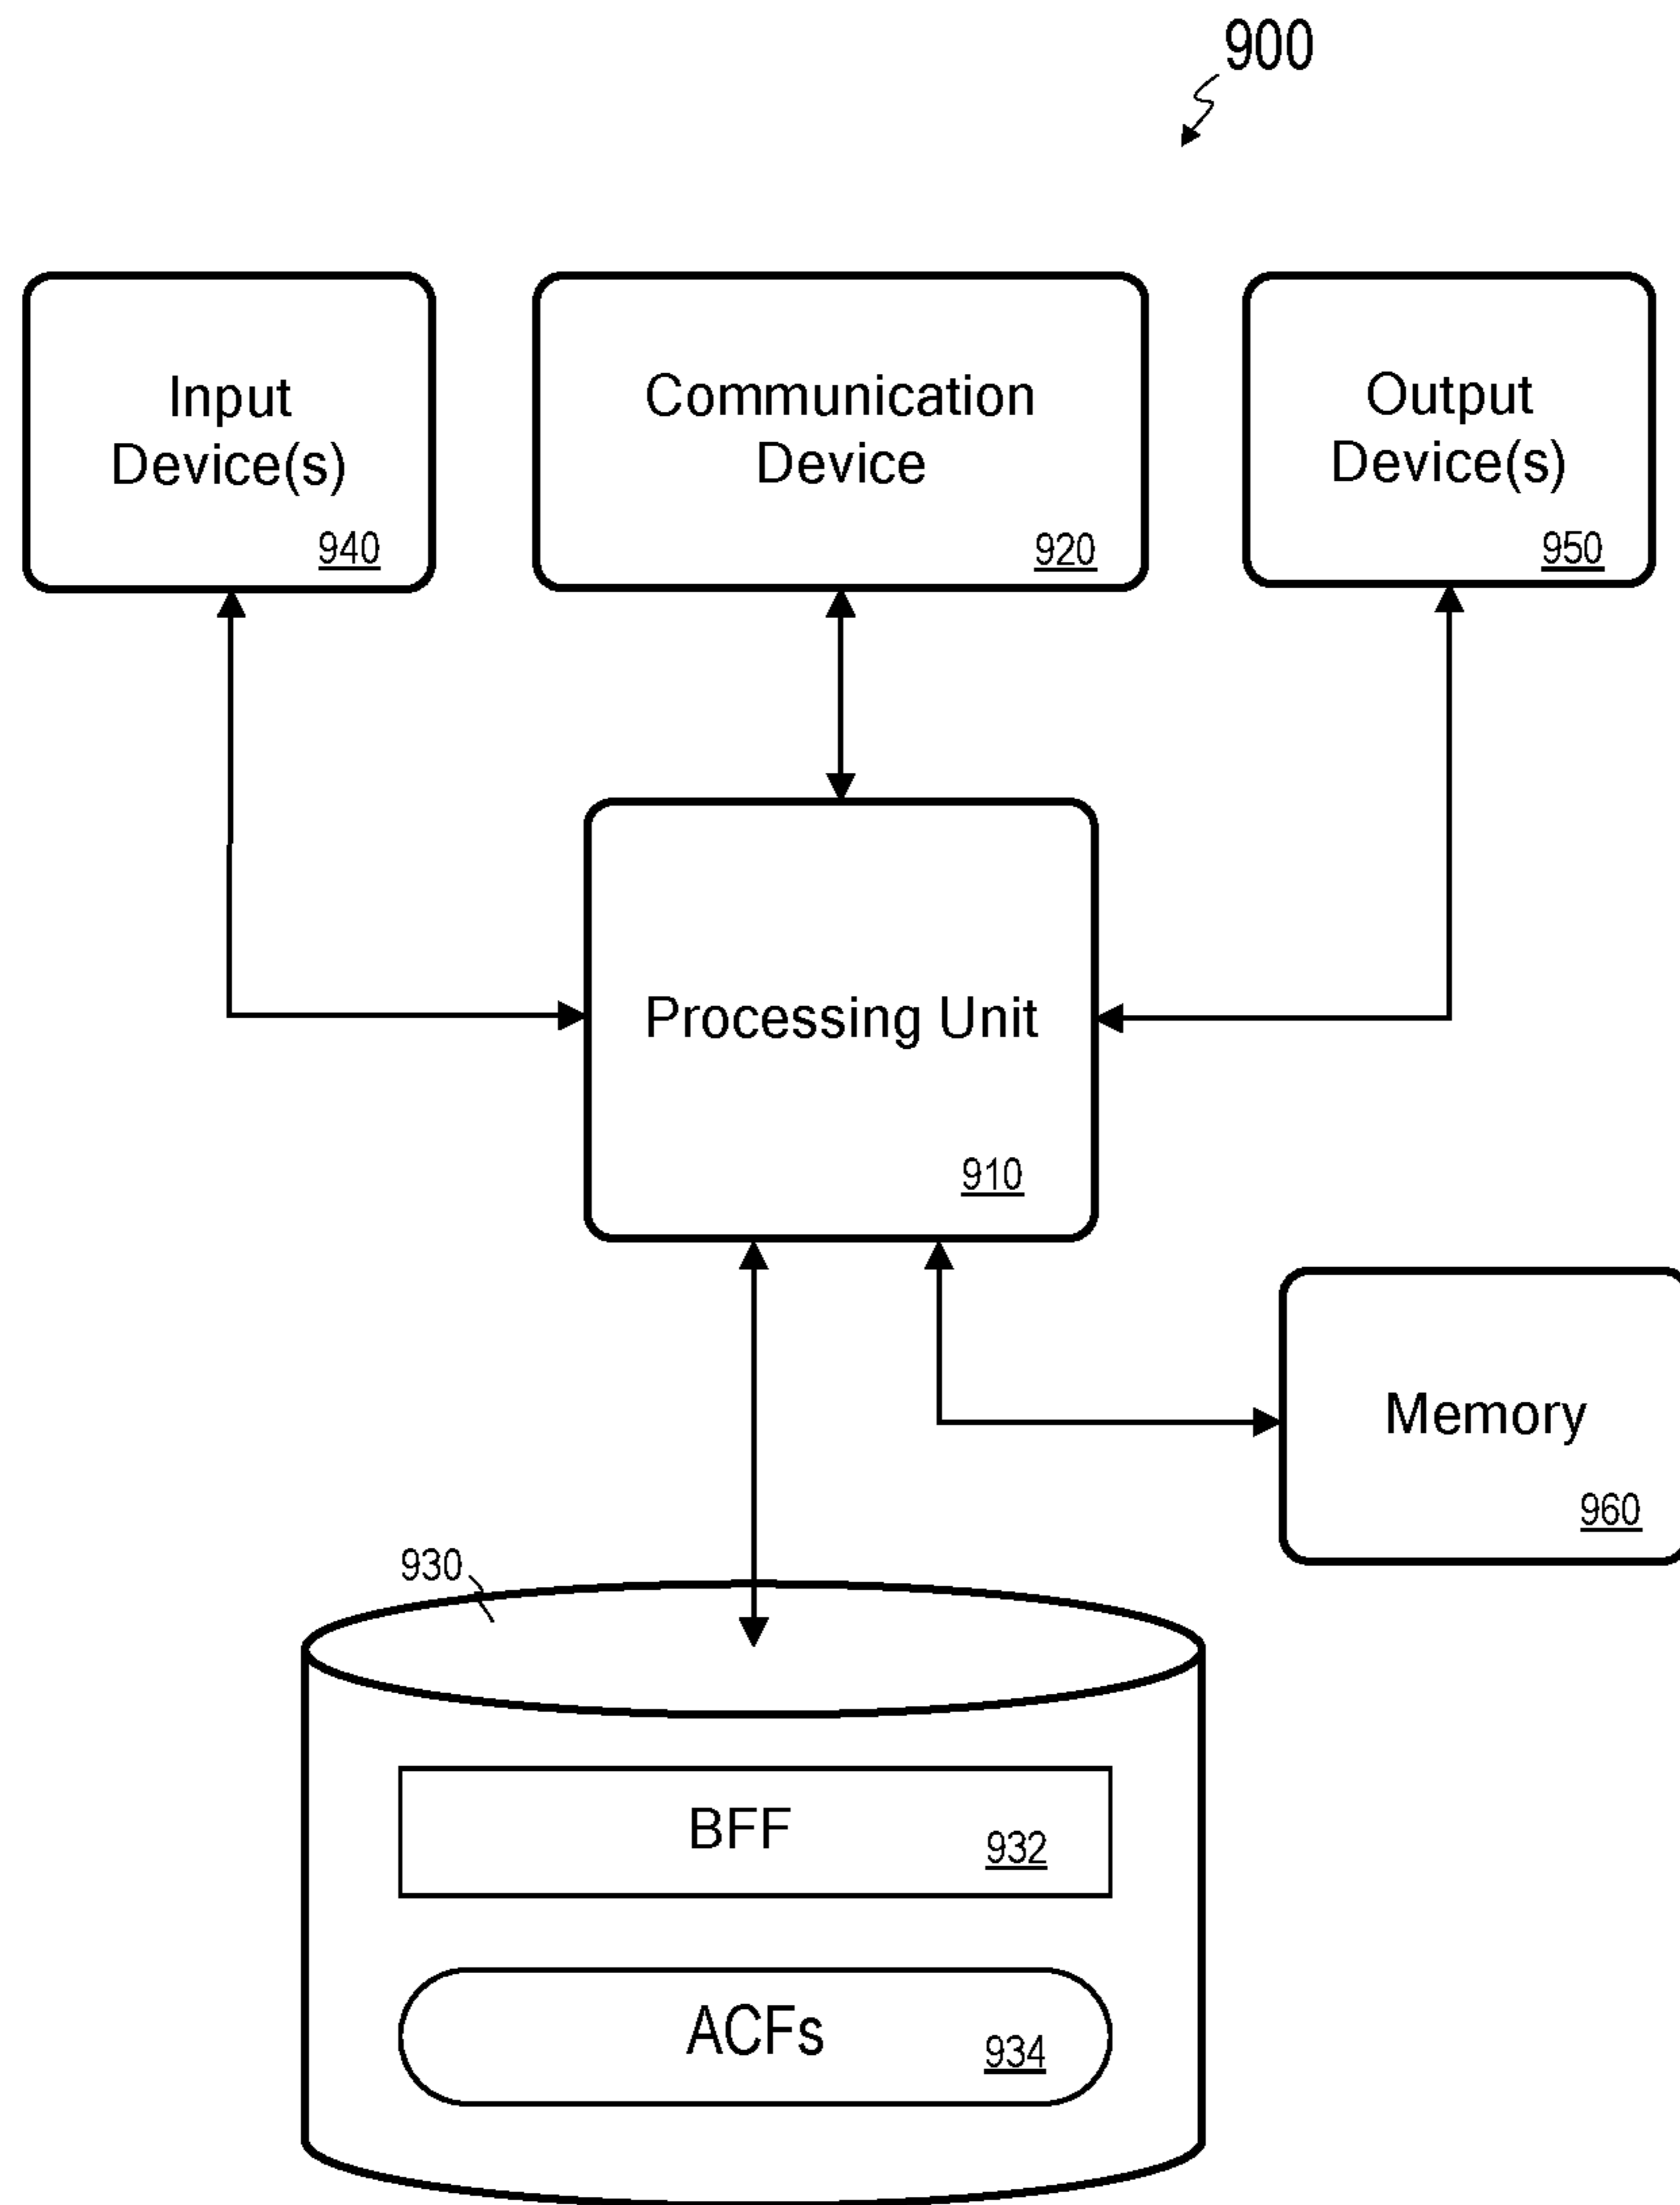 900
Input
Device(s)
940
Communication
Device
920
Output
Device(s)
950
Processing Unit
910
Memory
960
930
BFF
932
ACFs
934